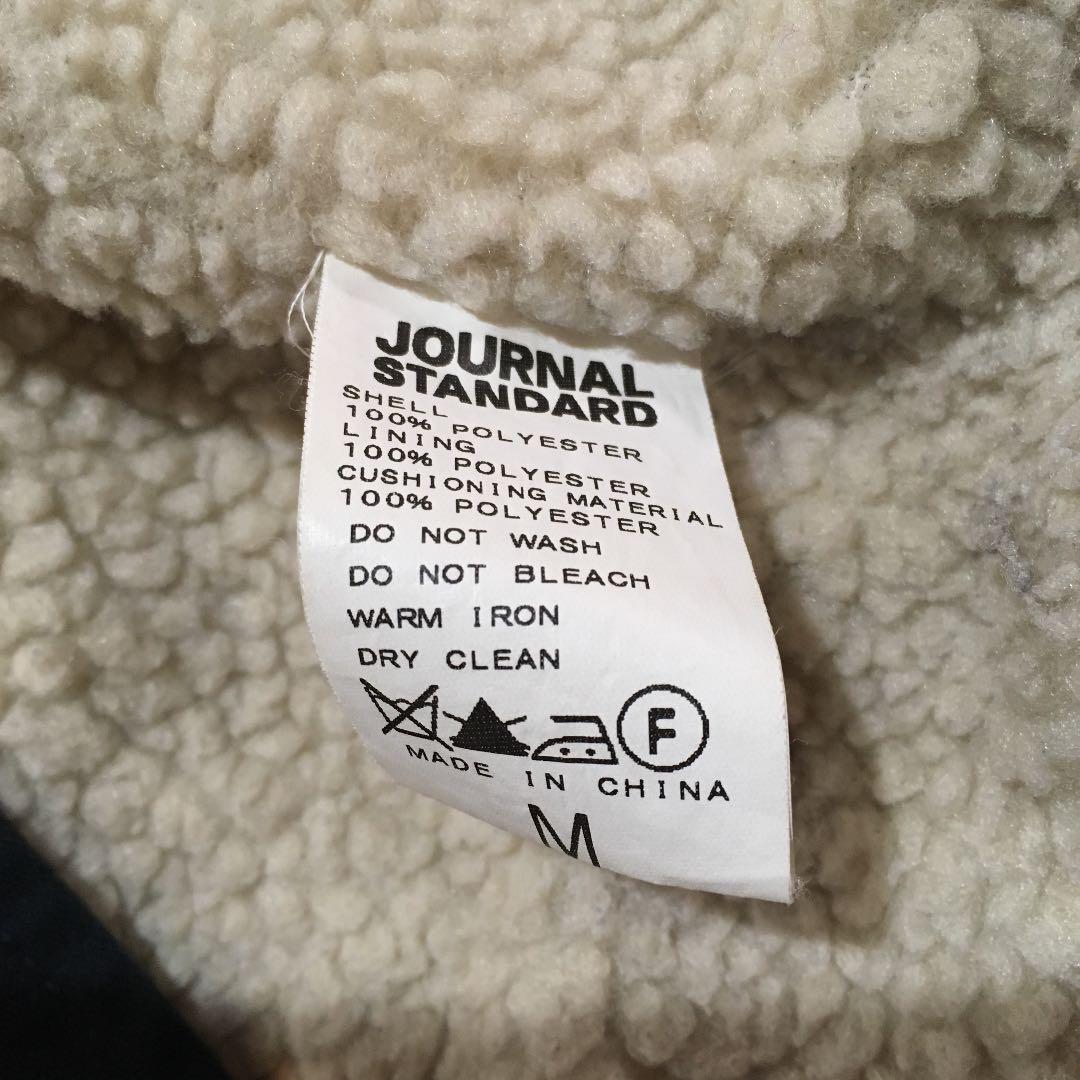 JOURNAL
STANDARD
SHELL
100% POLYESTER
LINING
100% POLYESTER
CUSHIONING MATERIAL
100% POLYESTER
DO NOT WASH
DO NOT BLEACH
WARM IRON
DRY CLEAN
F
MADE IN CHINA
M